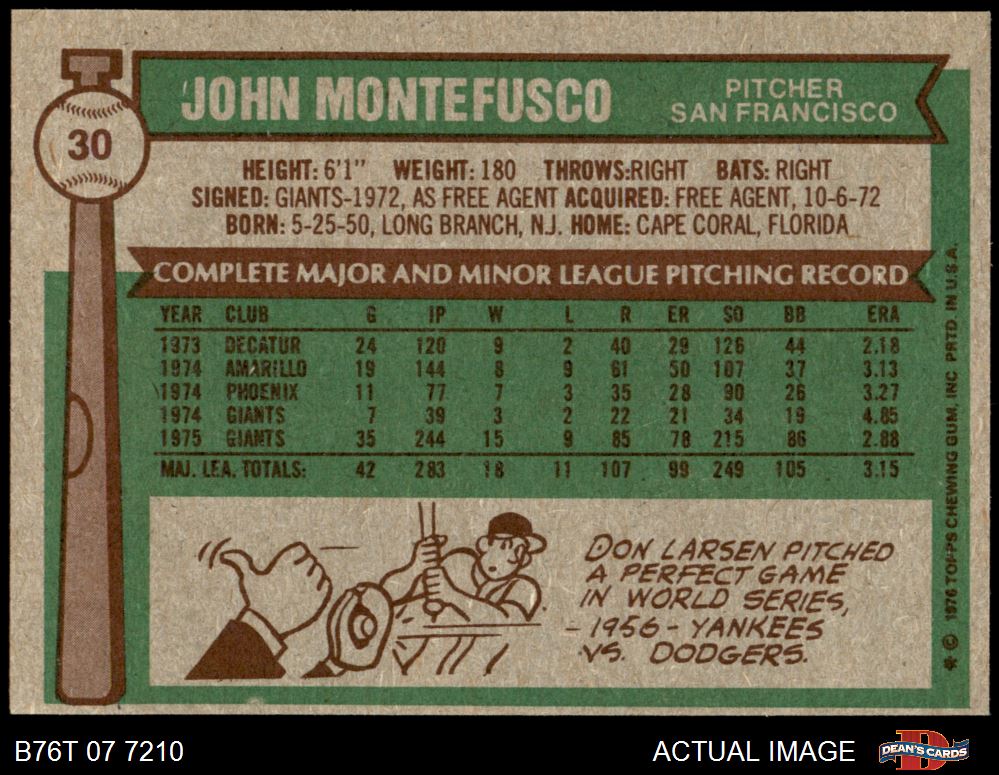 30
JOHN MONTEFUSCO
PITCHER
SAN FRANCISCO
HEIGHT: 6'1" WEIGHT: 180 THROWS:RIGHT BATS: RIGHT
SIGNED: GIANTS-1972, AS FREE AGENT ACQUIRED: FREE AGENT, 10-6-72
BORN: 5-25-50, LONG BRANCH, N.J. HOME: CAPE CORAL, FLORIDA
COMPLETE MAJOR AND MINOR LEAGUE PITCHING RECORD
YEAR CLUB G IP W L R ER SO BB ERA
1973 DECATUR 24 120 9 2 40 29 126 44 2.18
1974 AMARILLO 19 144 8 9 61 50 107 37 3.13
1974 PHOENIX 11 77 7 3 35 28 90 26 3.27
1974 GIANTS 7 39 3 2 22 21 34 19 4.85
1975 GIANTS 35 244 15 9 85 78 215 86 2.88
MAJ. LEA. TOTALS: 42 283 18 11 107 99 249 105 3.15
DON LARSEN PITCHED
A PERFECT GAME
IN WORLD SERIES,
-1956- YANKEES
VS. DODGERS.
* © 1976 TOPPS CHEWING GUM, INC PRTD. IN U.S.A.
B76T 07 7210
ACTUAL IMAGE
DEAN'S CARDS